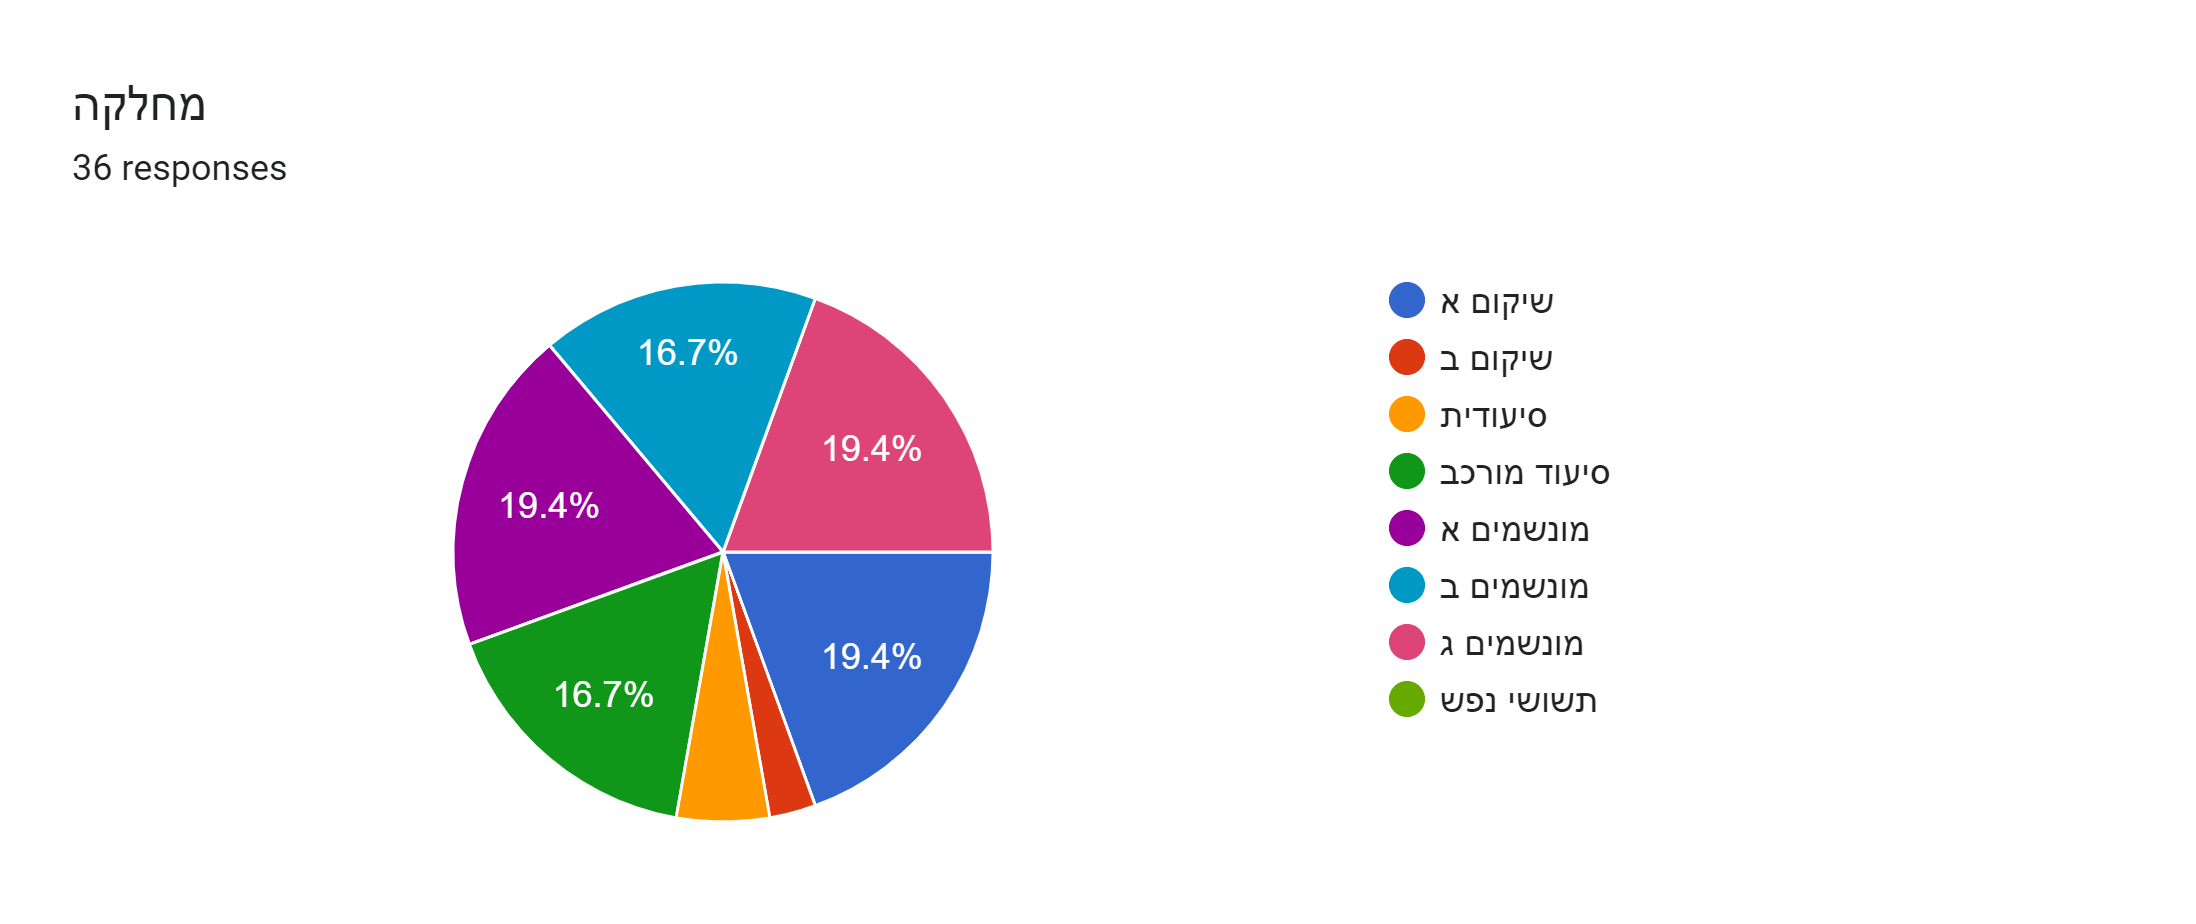 מחלקה
36 responses
16.7%
19.4%
19.4%
19.4%
16.7%
שיקום א
שיקום ב
סיעודית
סיעוד מורכב
מונשמים א
מונשמים ב
מונשמים ג
תשושי נפש